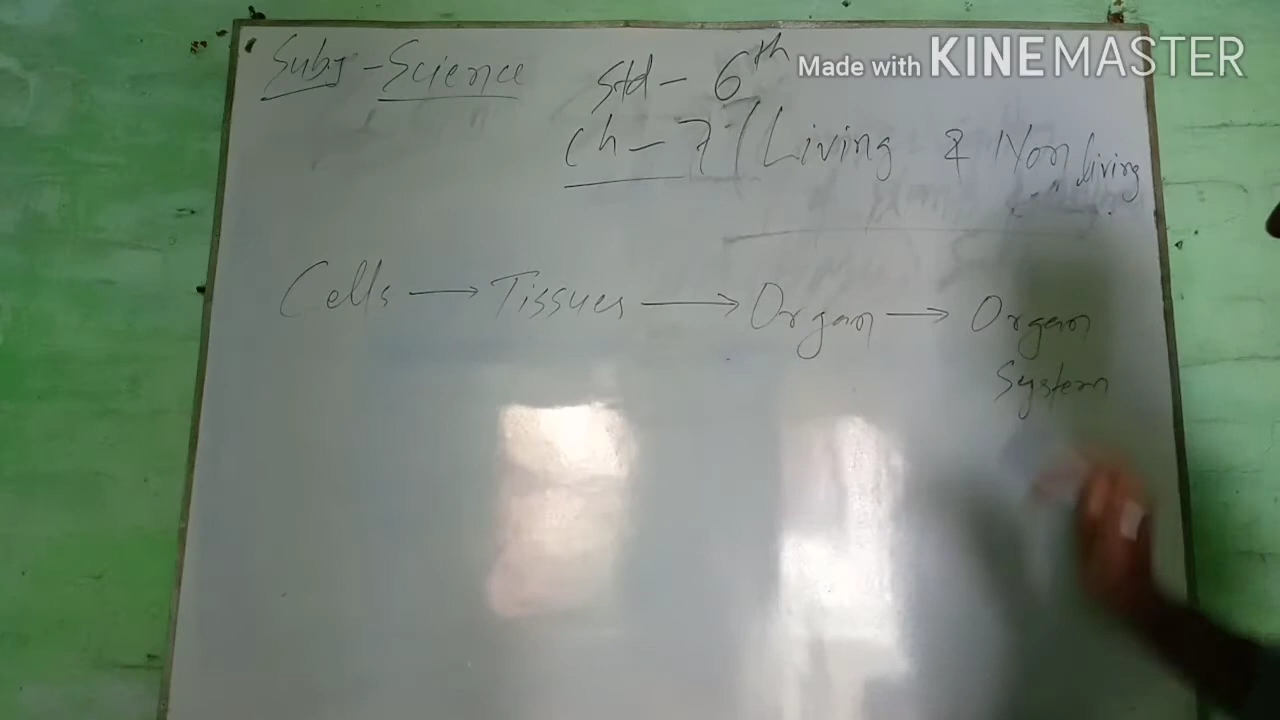 Subj - Science Std - 6th
Made with KINEMASTER
Ch - 7 (Living & Non living
Cells → Tissues → Organ → Organ
System